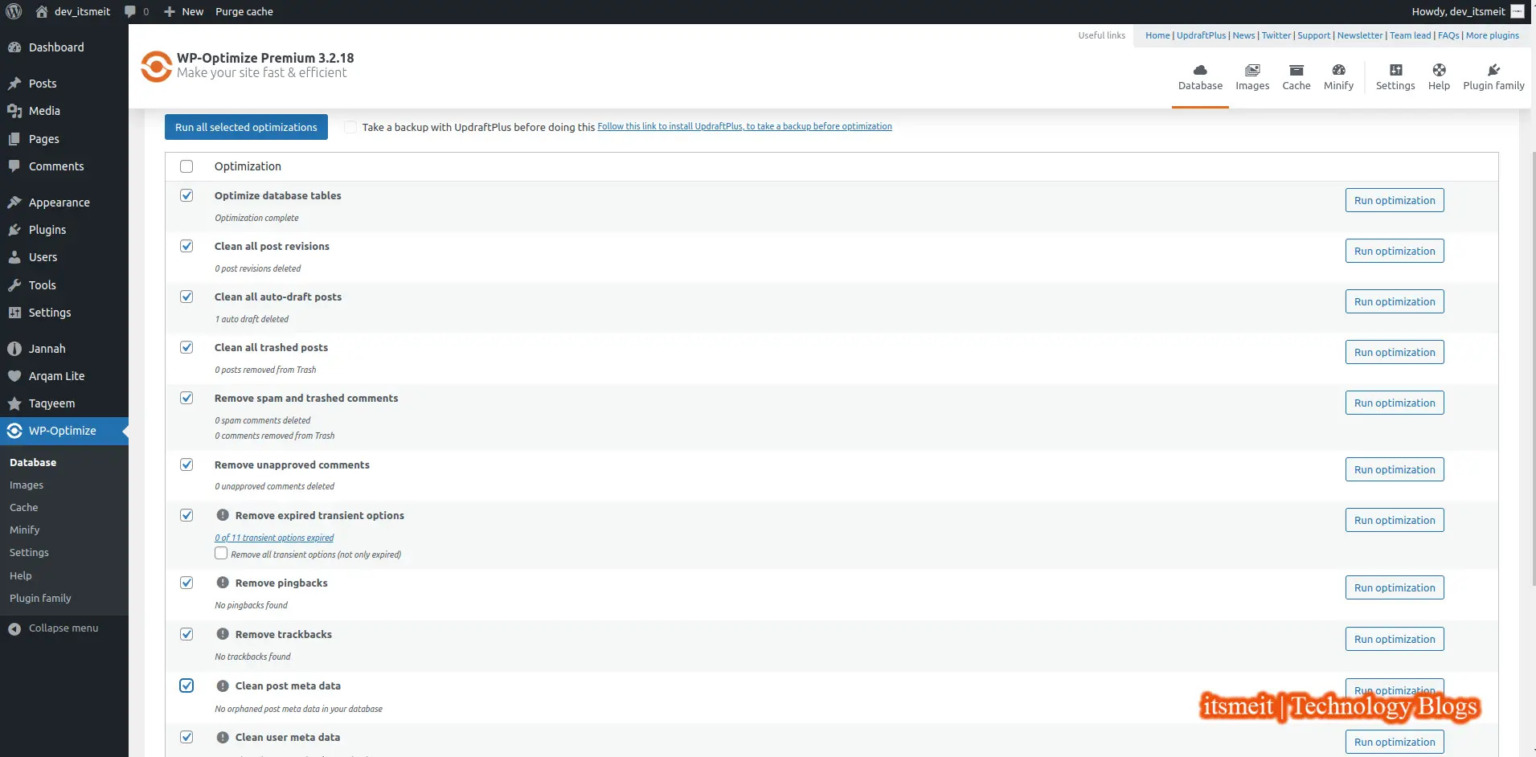 dev_itsmeit 0 New Purge cache Howdy, dev_itsmeit
Dashboard
Posts
Media
Pages
Comments
Appearance
Plugins
Users
Tools
Settings
Jannah
Arqam Lite
Taqyeem
WP-Optimize
Database
Images
Cache
Minify
Settings
Help
Plugin family
Collapse menu
WP-Optimize Premium 3.2.18
Make your site fast & efficient
Useful links Home | UpdraftPlus | News | Twitter | Support | Newsletter | Team lead | FAQs | More plugins
Database Images Cache Minify Settings Help Plugin family
Run all selected optimizations Take a backup with UpdraftPlus before doing this Follow this link to install UpdraftPlus, to take a backup before optimization
Optimization
Optimize database tables Run optimization
Optimization complete
Clean all post revisions Run optimization
0 post revisions deleted
Clean all auto-draft posts Run optimization
1 auto draft deleted
Clean all trashed posts Run optimization
0 posts removed from Trash
Remove spam and trashed comments Run optimization
0 spam comments deleted
0 comments removed from Trash
Remove unapproved comments Run optimization
0 unapproved comments deleted
Remove expired transient options Run optimization
0 of 11 transient options expired
Remove all transient options (not only expired)
Remove pingbacks Run optimization
No pingbacks found
Remove trackbacks Run optimization
No trackbacks found
Clean post meta data Run optimization
No orphaned post meta data in your database
itsmeit | Technology Blogs
Clean user meta data Run optimization